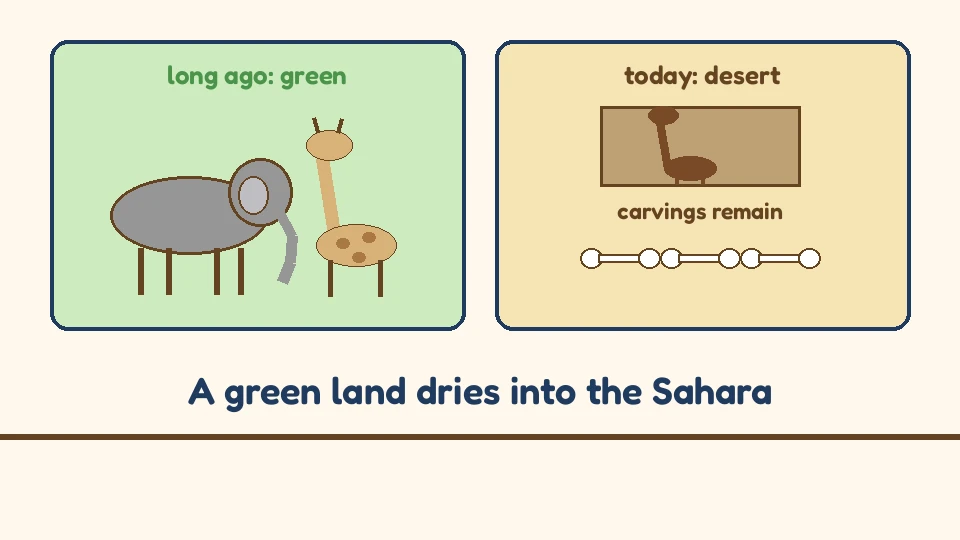 long ago: green
today: desert
carvings remain
A green land dries into the Sahara